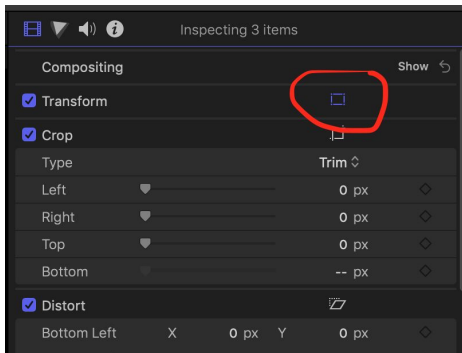 Inspecting 3 items
Compositing Show
Transform
Crop
Type Trim
Left 0 px
Right 0 px
Top 0 px
Bottom -- px
Distort
Bottom Left X 0 px Y 0 px